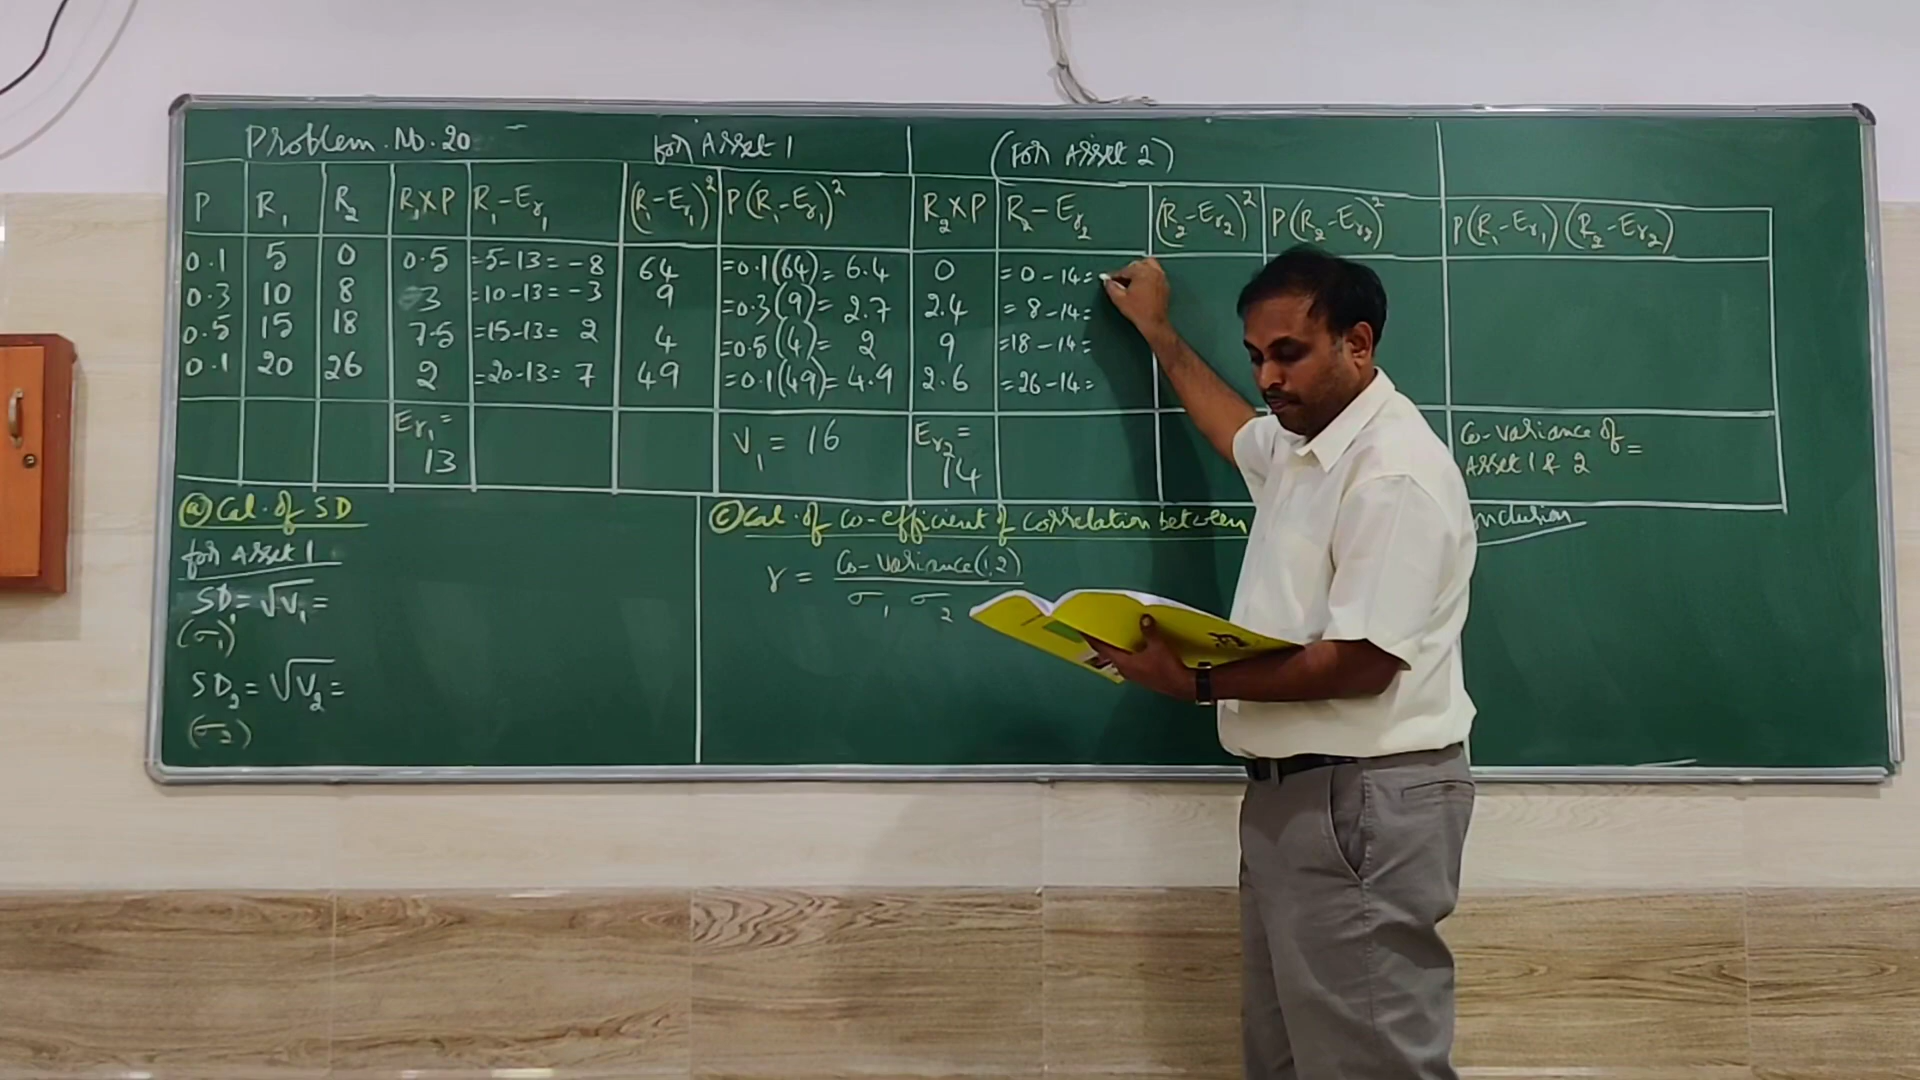 Problem. No. 20
for Asset 1
(For Asset 2)
P R₁ R₂ R₁XP R₁-Eᵣ₁ (R₁-Eᵣ₁)² P(R₁-Eᵣ₁)² R₂XP R₂-Eᵣ₂ (R₂-Eᵣ₂)² P(R₂-Eᵣ₂)² P(R₁-Eᵣ₁)(R₂-Eᵣ₂)
0.1 5 0 0.5 =5-13=-8 64 =0.1(64)= 6.4 0 = 0-14=
0.3 10 8 3 =10-13=-3 9 =0.3(9)= 2.7 2.4 = 8-14=
0.5 15 18 7.5 =15-13= 2 4 =0.5(4)= 2 9 =18-14=
0.1 20 26 2 =20-13= 7 49 =0.1(49)= 4.9 2.6 =26-14=
Eᵣ₁ = 13
V₁ = 16
Eᵣ₂ = 14
Co-variance of Asset 1 & 2 =
(a) Cal. of SD
for Asset 1
SD₁ = √V₁ =
(σ₁)
SD₂ = √V₂ =
(σ₂)
(c) Cal. of Co-efficient of Correlation between
r = Co-Variance(1,2)
σ₁ σ₂